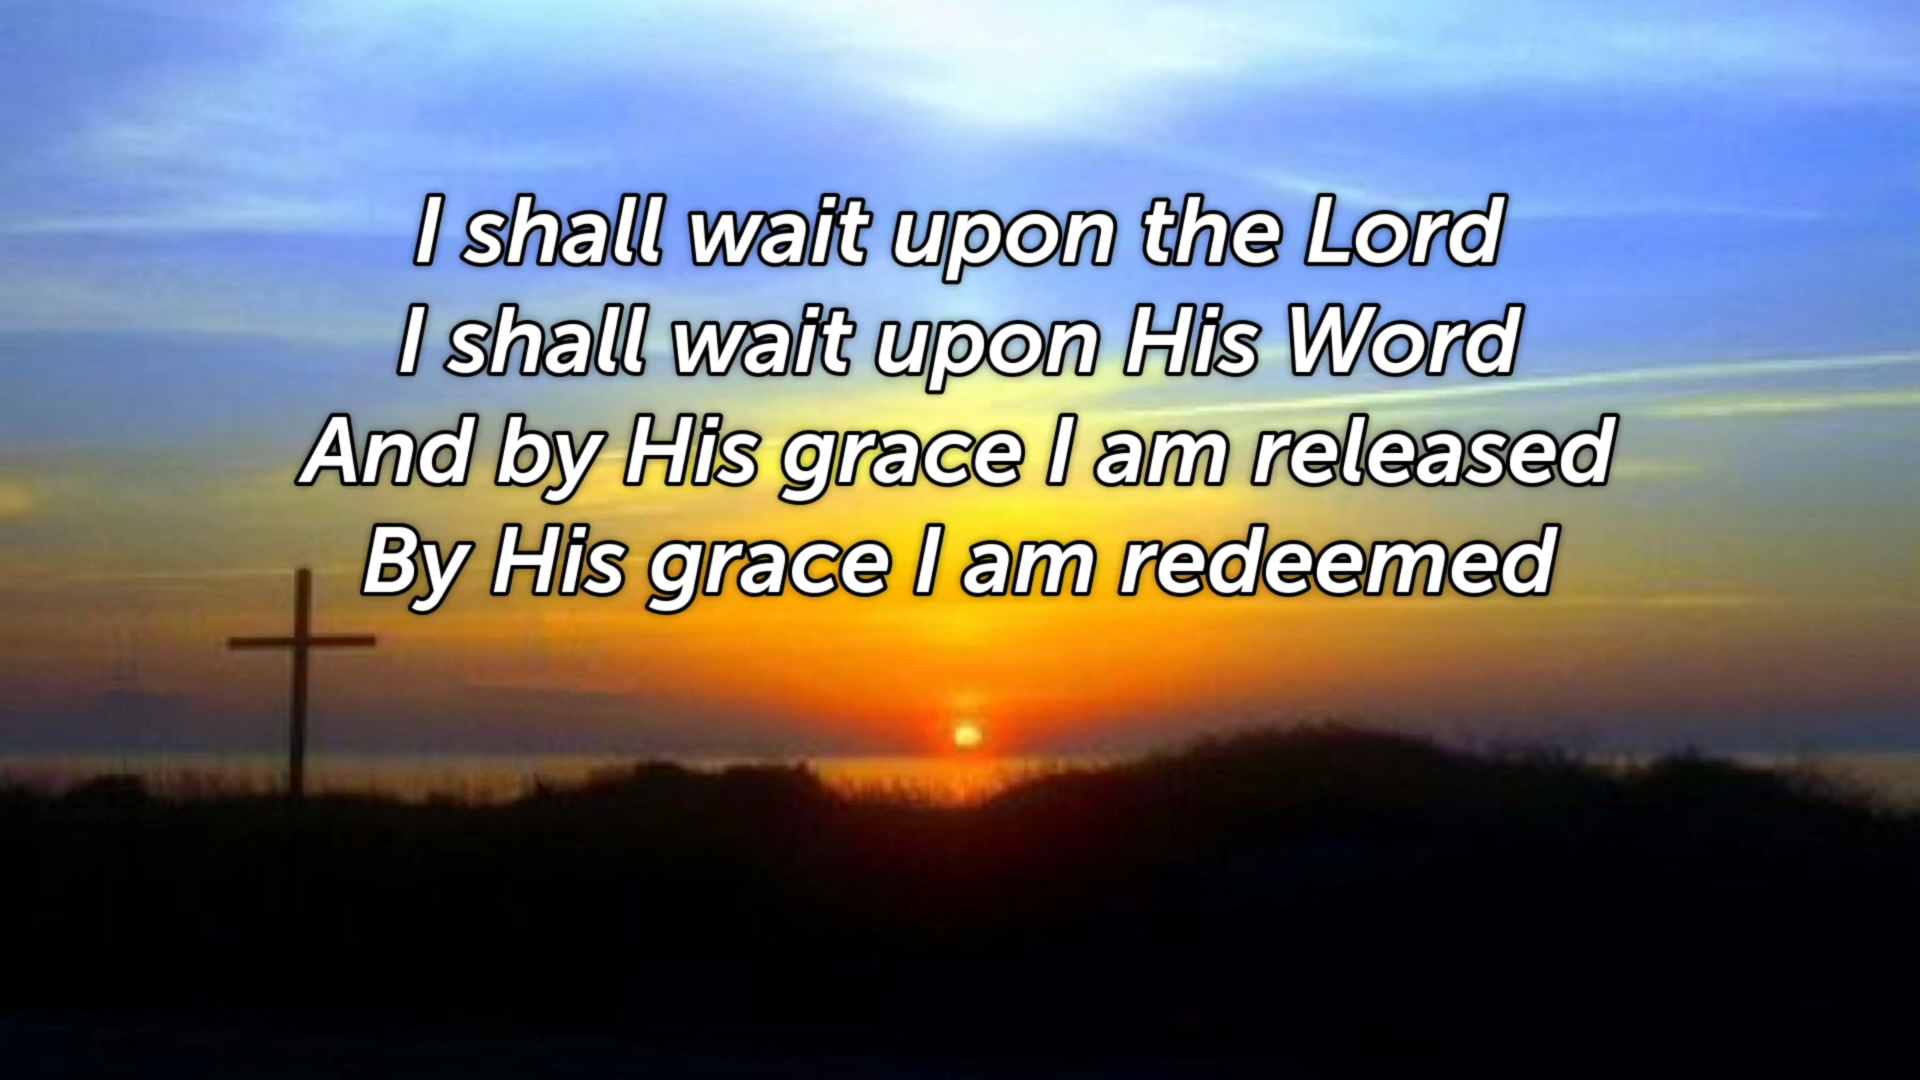 I shall wait upon the Lord
I shall wait upon His Word
And by His grace I am released
By His grace I am redeemed